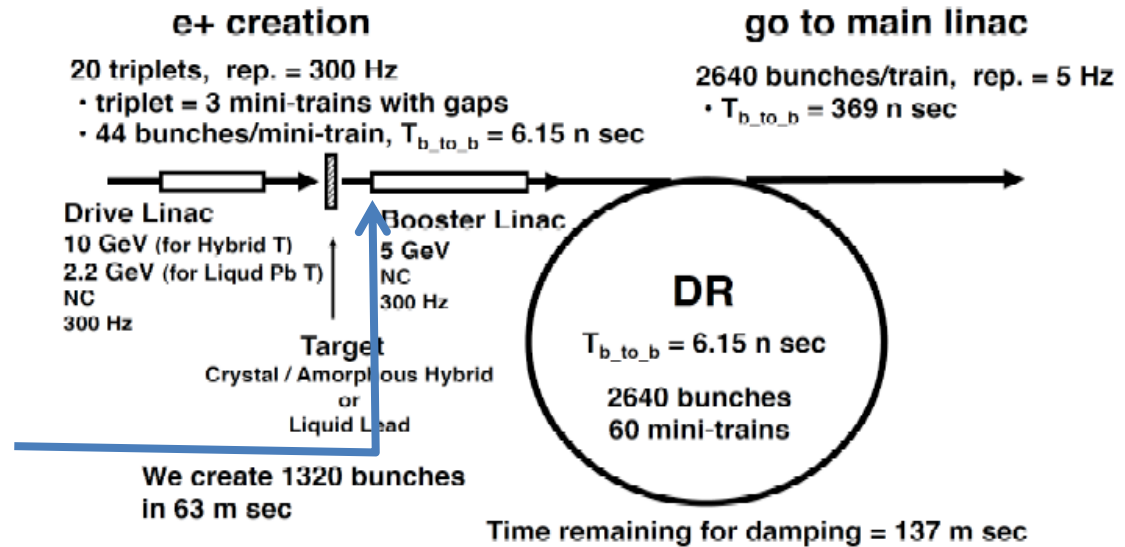 e+ creation
20 triplets, rep. = 300 Hz
• triplet = 3 mini-trains with gaps
• 44 bunches/mini-train, Tb_to_b = 6.15 n sec
go to main linac
2640 bunches/train, rep. = 5 Hz
• Tb_to_b = 369 n sec
Drive Linac
10 GeV (for Hybrid T)
2.2 GeV (for Liqud Pb T)
NC
300 Hz
Booster Linac
5 GeV
NC
300 Hz
Target
Crystal / Amorphous Hybrid
or
Liquid Lead
DR
Tb_to_b = 6.15 n sec
2640 bunches
60 mini-trains
We create 1320 bunches
in 63 m sec
Time remaining for damping = 137 m sec